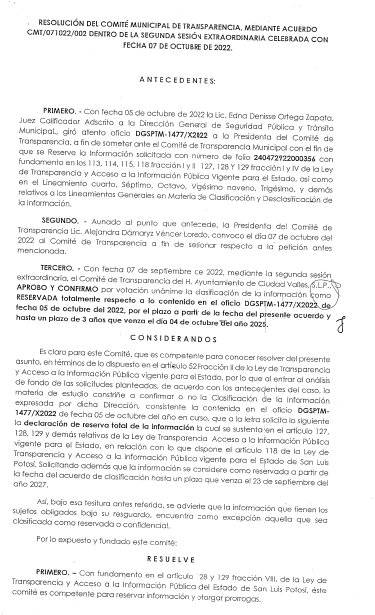 RESOLUCIÓN DEL COMITÉ MUNICIPAL DE TRANSPARENCIA, MEDIANTE ACUERDO
CMT/071022/002 DENTRO DE LA SEGUNDA SESIÓN EXTRAORDINARIA CELEBRADA CON
FECHA 07 DE OCTUBRE DE 2022.
ANTECEDENTES:
PRIMERO. - Con fecha 05 de octubre de 2022 la Lic. Edna Denisse Ortega Zapata,
Juez Calificador Adscrito a la Dirección General de Seguridad Pública y Tránsito
Municipal., giró atento oficio DGSPTM-1477/X2022 a la Presidenta del Comité de
Transparencia, a fin de someter ante el Comité de Transparencia Municipal con el fin
de que se Reserve la información solicitada con número de folio 240472922000356 con
fundamento en los 113, 114, 115, 118 fracción I y II 127, 128 y 129 fracción I y IV de la Ley
de Transparencia y Acceso a la Información Pública Vigente para el Estado, así como
en el Lineamiento cuarto, Séptimo, Octavo, Vigésimo noveno, Trigésimo, y demás
relativos a los Lineamientos Generales en Materia de Clasificación y Desclasificación de
la Información.
SEGUNDO. - Aunado al punto que antecede, la Presidenta del Comité de
Transparencia Lic. Alejandra Dámaryz Véncer Loredo, convoco el día 07 de octubre del
2022 al Comité de Transparencia a fin de sesionar respecto a la petición antes
mencionada.
TERCERO. - Con fecha 07 de septiembre ce 2022, mediante la segunda sesión
extraordinaria, el Comité de Transparencia del H. Ayuntamiento de Ciudad Valles, S.L.P.,
APROBO Y CONFIRMO por votación unánime la clasificación de la información como
RESERVADA totalmente respecto a lo contenido en el oficio DGSPTM-1477/X2022 de
fecha 05 de octubre del 2022, por el plazo a partir de la fecha del presente acuerdo y
hasta un plazo de 3 años que venza el día 04 de octubre del año 2025.
CONSIDERANDOS
Es claro para este Comité, que es competente para conocer resolver del presente
asunto, en términos de lo dispuesto en el artículo 52 fracción II de la Ley de Transparencia
y Acceso a la Información Pública vigente para el Estado, por lo que al entrar al análisis
de fondo de las solicitudes planteadas, de acuerdo con los antecedentes del caso, la
materia de estudio constriñe a confirmar o no la Clasificación de la Información
expresada por dicha Dirección, consistente la contenida en el oficio DGSPTM-
1477/X2022 de fecha 05 de octubre del año en curso, que a la letra solicita lo siguiente
la declaración de reserva total de la información la cual se sustenta en el artículo 127,
128, 129 y demás relativas de la Ley de Transparencia y Acceso a la Información Pública
vigente para el Estado, en relación con lo que dispone el artículo 118 de la Ley de
Transparencia y Acceso a la Información Pública vigente para el Estado de San Luis
Potosí. Solicitando además que la información se considere como reservada a partir de
la fecha del acuerdo de clasificación hasta un plazo que venza el 23 de septiembre del
año 2027.
Así, bajo esa tesitura antes referida, se advierte que la información que tienen los
sujetos obligados bajo su resguardo, encuentra como excepción aquella que sea
clasificada como reservada o confidencial.
Por lo expuesto y fundado este comité:
RESUELVE
PRIMERO. – Con fundamento en el artículo 28 y 129 fracción VIII, de la Ley de
Transparencia y Acceso a la Información Pública del Estado de San Luis Potosí, éste
comité es competente para reservar información y otorgar prorrogas.